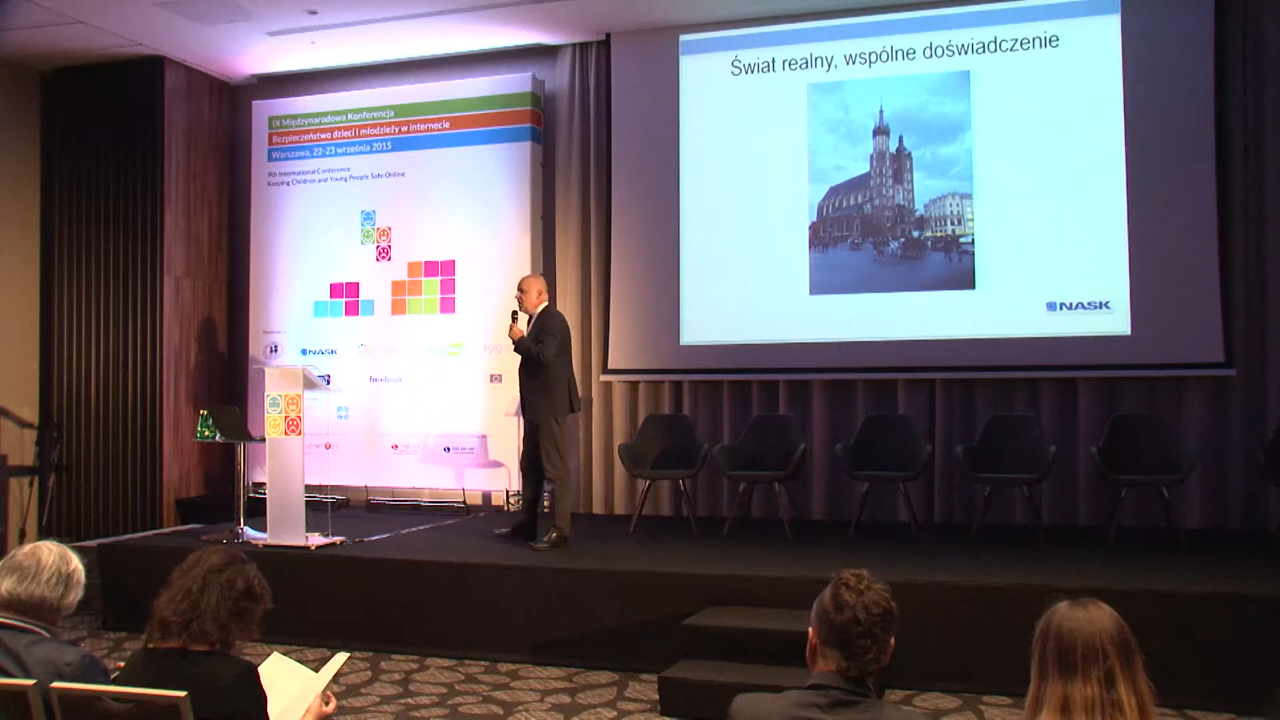 IX Międzynarodowa Konferencja
Bezpieczeństwo dzieci i młodzieży w internecie
Warszawa, 22-23 września 2015
9th International Conference
Keeping Children and Young People Safe Online
NASK
facebook
Świat realny, wspólne doświadczenie
NASK